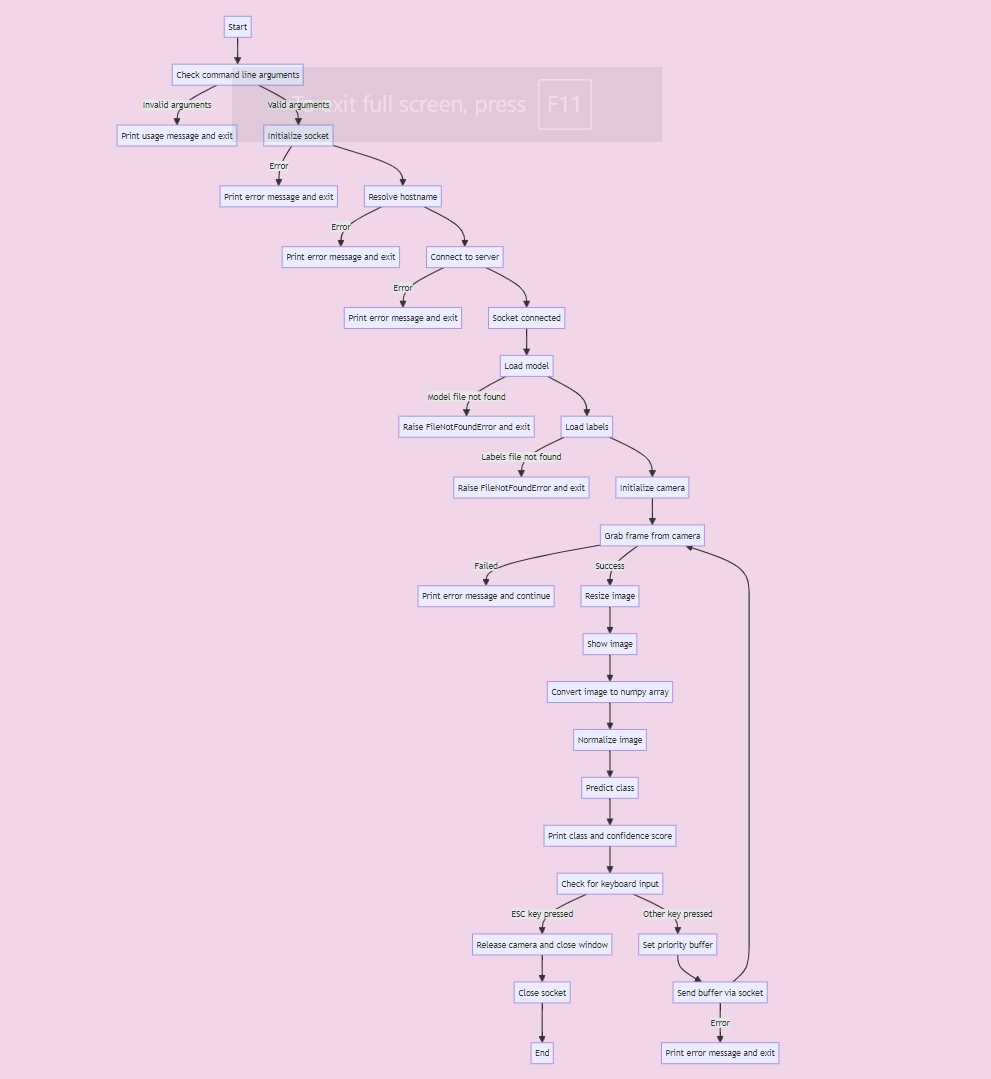 Start
Check command line arguments
Invalid arguments
Valid arguments
exit full screen, press F11
Print usage message and exit
Initialize socket
Error
Print error message and exit
Resolve hostname
Error
Print error message and exit
Connect to server
Error
Print error message and exit
Socket connected
Load model
Model file not found
Raise FileNotFoundError and exit
Load labels
Labels file not found
Raise FileNotFoundError and exit
Initialize camera
Grab frame from camera
Failed
Success
Print error message and continue
Resize image
Show image
Convert image to numpy array
Normalize image
Predict class
Print class and confidence score
Check for keyboard input
ESC key pressed
Other key pressed
Release camera and close window
Set priority buffer
Close socket
Send buffer via socket
Error
End
Print error message and exit